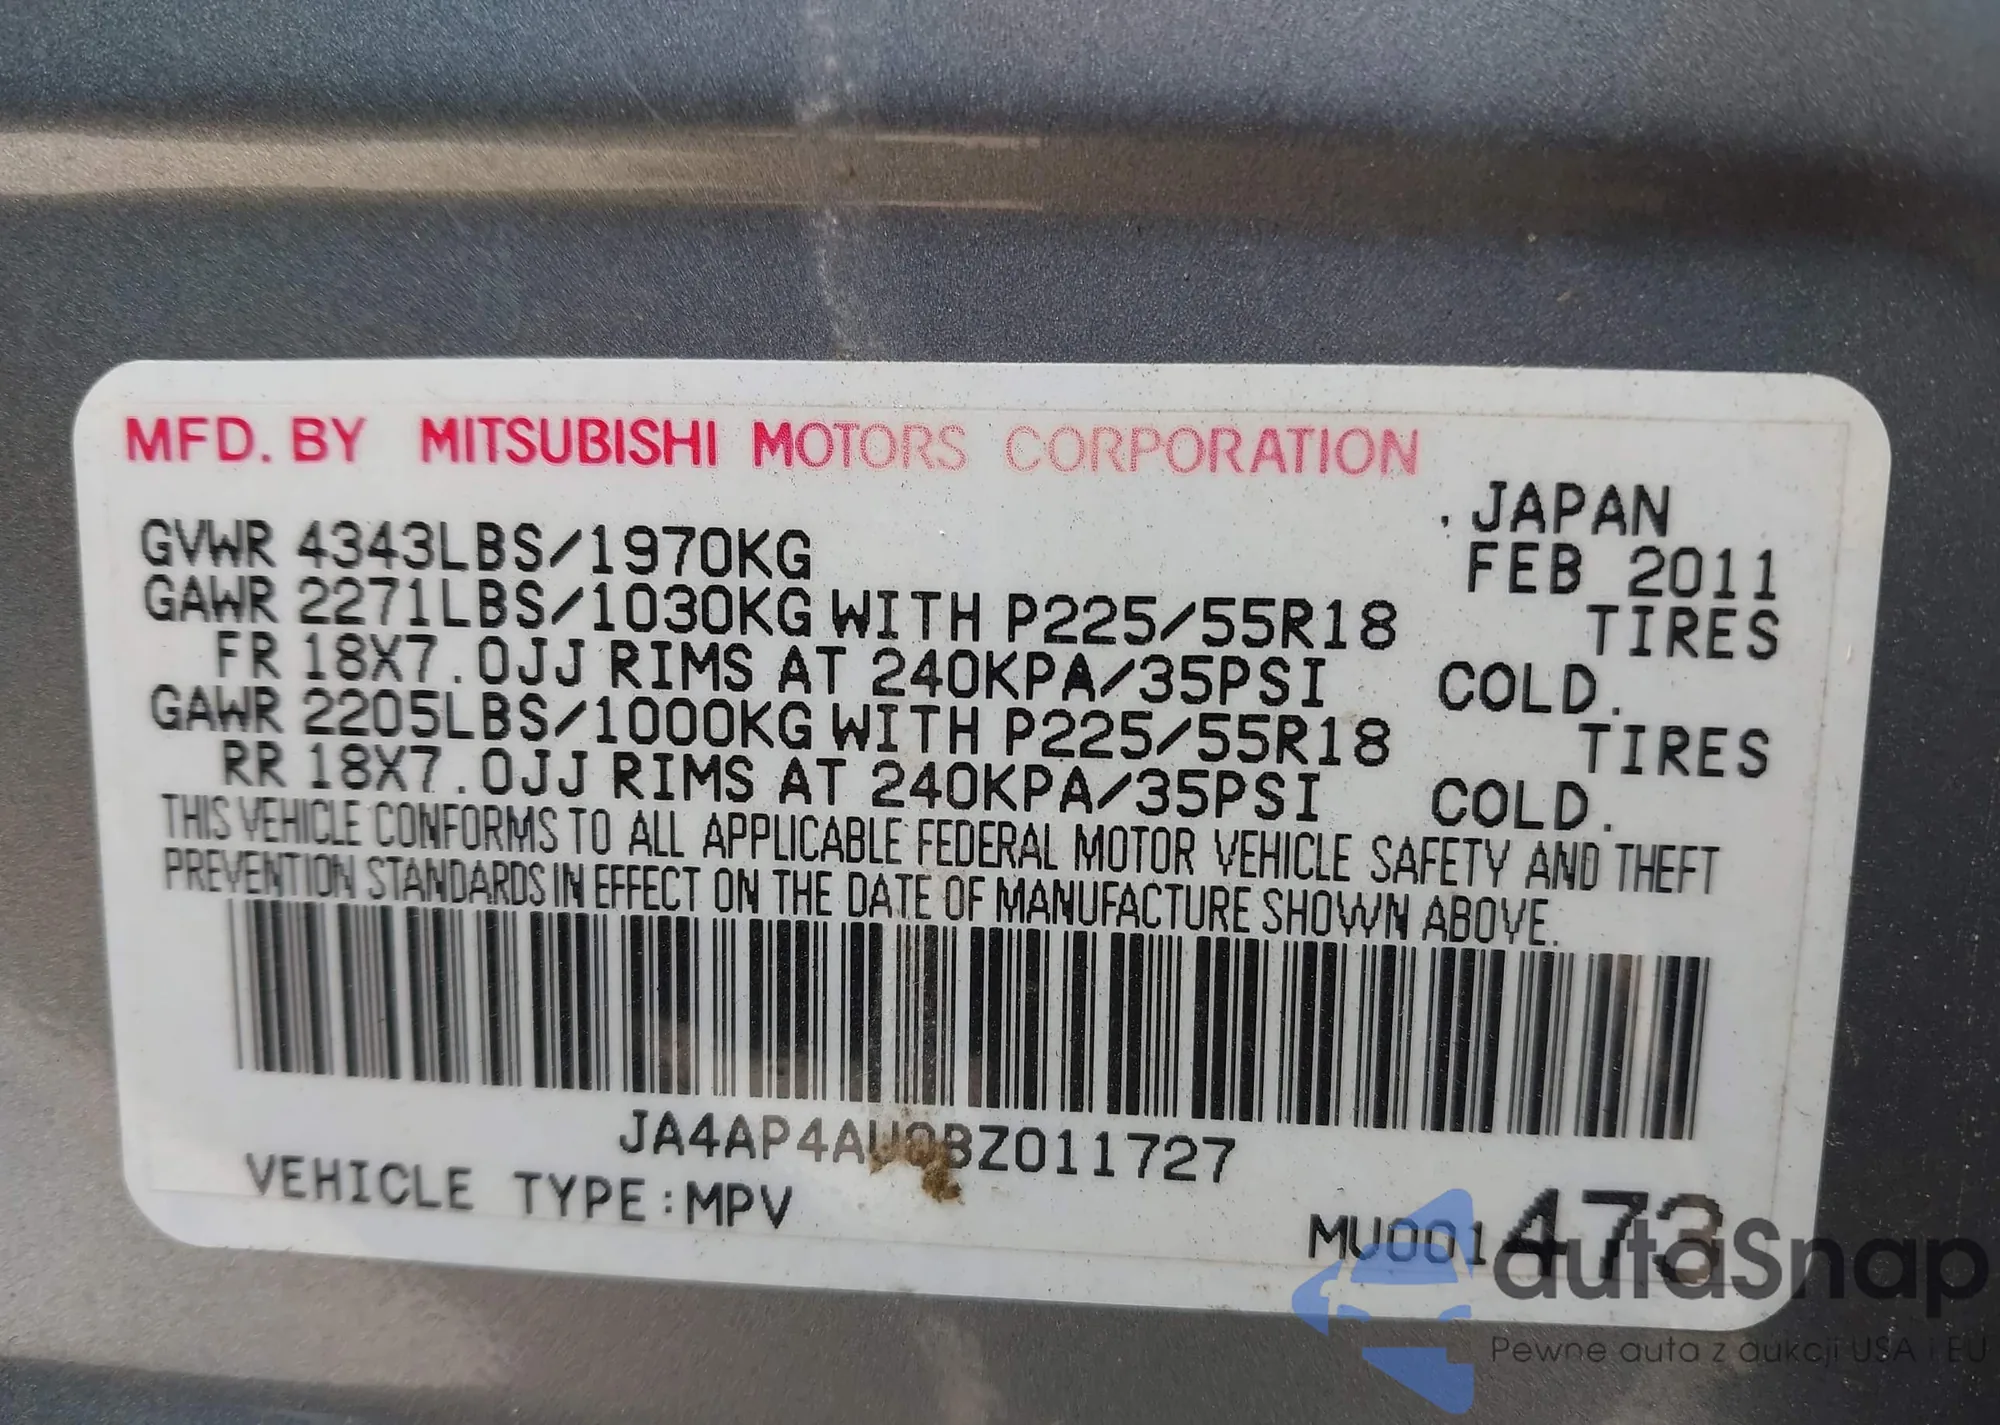 MFD. BY MITSUBISHI MOTORS CORPORATION
. JAPAN
GVWR 4343LBS/1970KG FEB 2011
GAWR 2271LBS/1030KG WITH P225/55R18 TIRES
FR 18X7.0JJ RIMS AT 240KPA/35PSI COLD.
GAWR 2205LBS/1000KG WITH P225/55R18 TIRES
RR 18X7.0JJ RIMS AT 240KPA/35PSI COLD.
THIS VEHICLE CONFORMS TO ALL APPLICABLE FEDERAL MOTOR VEHICLE SAFETY AND THEFT
PREVENTION STANDARDS IN EFFECT ON THE DATE OF MANUFACTURE SHOWN ABOVE.
JA4AP4AU0BZ011727
VEHICLE TYPE:MPV
MU001473
autaSnap
Pewne auta z aukcji USA i EU